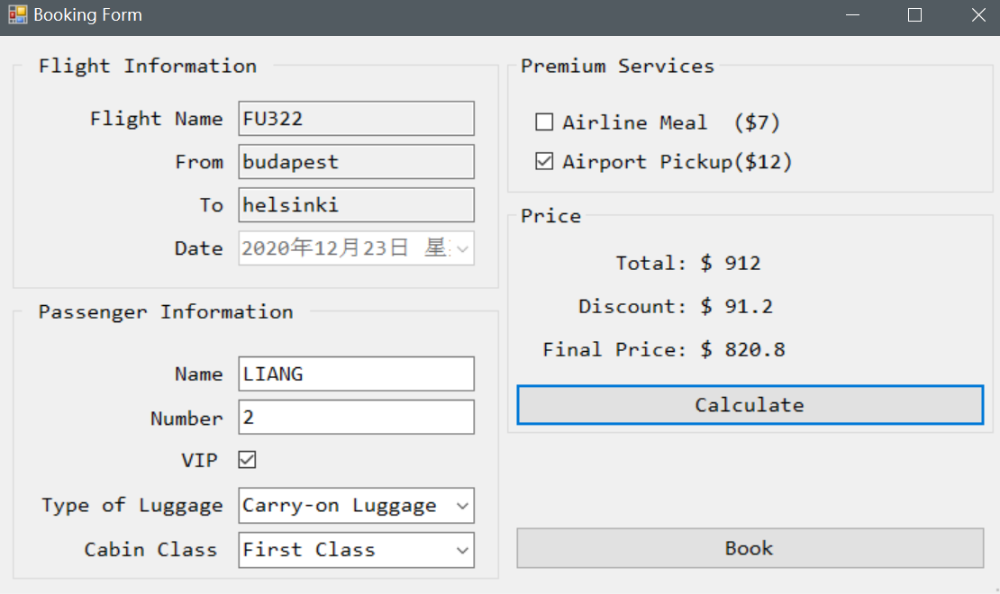 Booking Form
Flight Information
Flight Name FU322
From budapest
To helsinki
Date 2020年12月23日 星
Passenger Information
Name LIANG
Number 2
VIP
Type of Luggage Carry-on Luggage
Cabin Class First Class
Premium Services
Airline Meal ($7)
Airport Pickup($12)
Price
Total: $ 912
Discount: $ 91.2
Final Price: $ 820.8
Calculate
Book